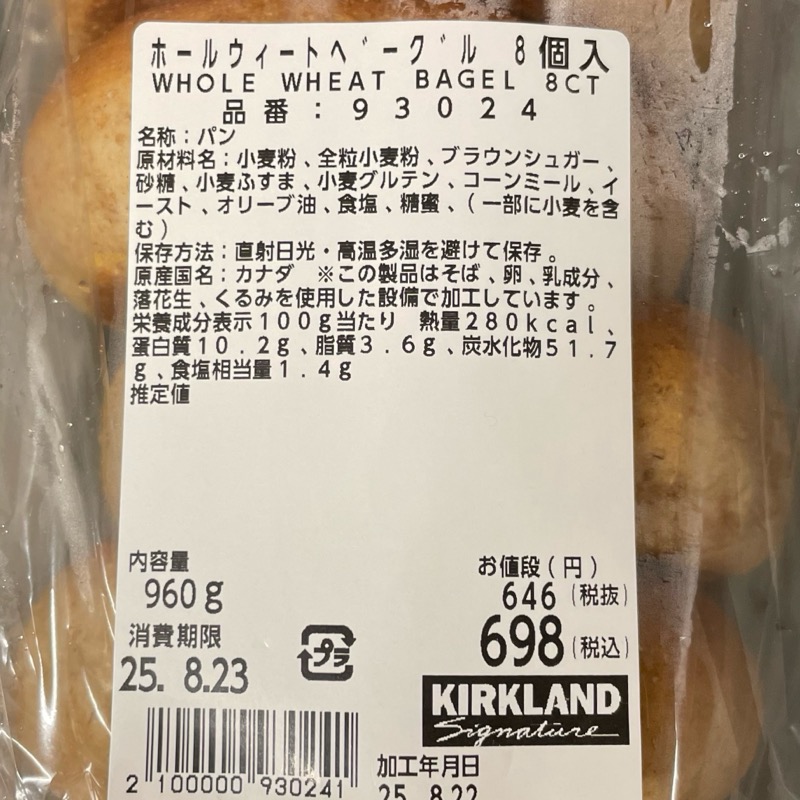 ホールウィートベーグル 8個入
WHOLE WHEAT BAGEL 8CT
品番:93024
名称:パン
原材料名:小麦粉、全粒小麦粉、ブラウンシュガー、
砂糖、小麦ふすま、小麦グルテン、コーンミール、イ
ースト、オリーブ油、食塩、糖蜜、(一部に小麦を含
む)
保存方法:直射日光・高温多湿を避けて保存。
原産国名:カナダ ※この製品はそば、卵、乳成分、
落花生、くるみを使用した設備で加工しています。
栄養成分表示100g当たり 熱量280kcal、
蛋白質10.2g、脂質3.6g、炭水化物51.7
g、食塩相当量1.4g
推定値
内容量
960g
お値段(円)
646(税抜)
698(税込)
消費期限
25. 8.23
プラ
KIRKLAND
Signature
2 100000 930241
加工年月日
25. 8.22